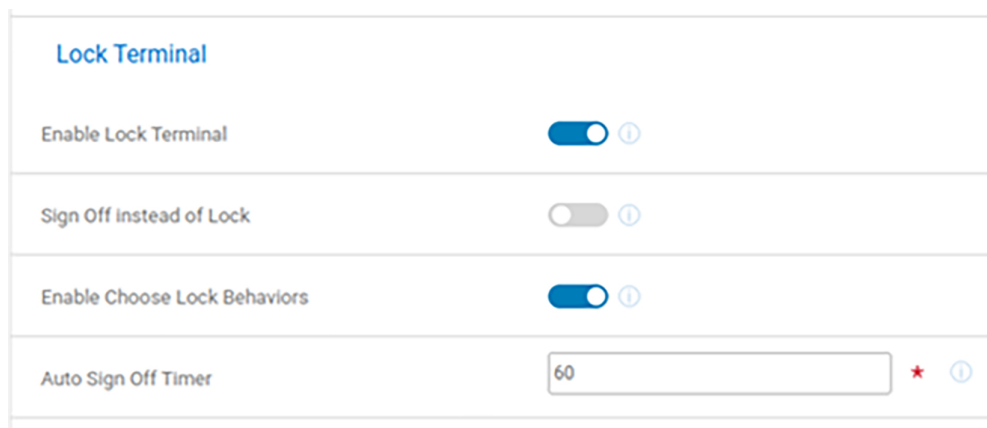 Lock Terminal
Enable Lock Terminal
Sign Off instead of Lock
Enable Choose Lock Behaviors
Auto Sign Off Timer 60 *